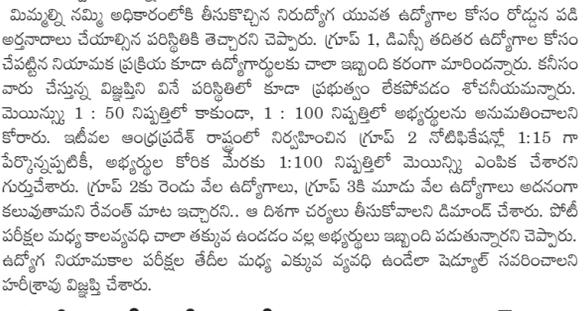 మిమ్మల్ని నమ్మి అధికారంలోకి తీసుకొచ్చిన నిరుద్యోగ యువత ఉద్యోగాల కోసం రోడ్డున పడి
అర్తనాదాలు చేయాల్సిన పరిస్థితికి తెచ్చారని చెప్పారు. గ్రూప్ 1, డిఎస్సీ తదితర ఉద్యోగాల కోసం
చేపట్టిన నియామక ప్రక్రియ కూడా ఉద్యోగార్థులకు చాలా ఇబ్బంది కరంగా మారిందన్నారు. కనీసం
వారు చేస్తున్న విజ్ఞప్తిని వినే పరిస్థితిలో కూడా ప్రభుత్వం లేకపోవడం శోచనీయమన్నారు.
మెయిన్స్కు 1 : 50 నిష్పత్తిలో కాకుండా, 1 : 100 నిష్పత్తిలో అభ్యర్థులను అనుమతించాలని
కోరారు. ఇటీవల ఆంధ్రప్రదేశ్ రాష్ట్రంలో నిర్వహించిన గ్రూప్ 2 నోటిఫికేషన్లో 1:15 గా
పేర్కొన్నప్పటికీ, అభ్యర్థుల కోరిక మేరకు 1:100 నిష్పత్తిలో మెయిన్స్కి ఎంపిక చేశారని
గుర్తుచేశారు. గ్రూప్ 2కు రెండు వేల ఉద్యోగాలు, గ్రూప్ 3కి మూడు వేల ఉద్యోగాలు అదనంగా
కలువుతామని రేవంత్ మాట ఇచ్చారని.. ఆ దిశగా చర్యలు తీసుకోవాలని డిమాండ్ చేశారు. పోటీ
పరీక్షల మధ్య కాలవ్యవధి చాలా తక్కువ ఉండడం వల్ల అభ్యర్థులు ఇబ్బంది పడుతున్నారని చెప్పారు.
ఉద్యోగ నియామకాల పరీక్షల తేదీల మధ్య ఎక్కువ వ్యవధి ఉండేలా షెడ్యూల్ సవరించాలని
హరీశ్రావు విజ్ఞప్తి చేశారు.